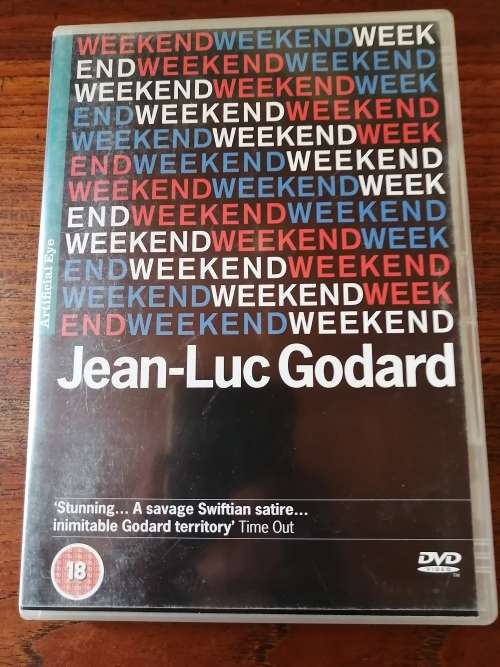 WEEKENDWEEKENDWEEK
ENDWEEKENDWEEKEND
WEEKENDWEEKENDWEEK
ENDWEEKENDWEEKEND
WEEKENDWEEKENDWEEK
ENDWEEKENDWEEKEND
WEEKENDWEEKENDWEEK
ENDWEEKENDWEEKEND
WEEKENDWEEKENDWEEK
ENDWEEKENDWEEKEND
WEEKENDWEEKENDWEEK
ENDWEEKENDWEEKEND
Artificial Eye
Jean-Luc Godard
'Stunning... A savage Swiftian satire...
inimitable Godard territory' Time Out
18
DVD
VIDEO
TM